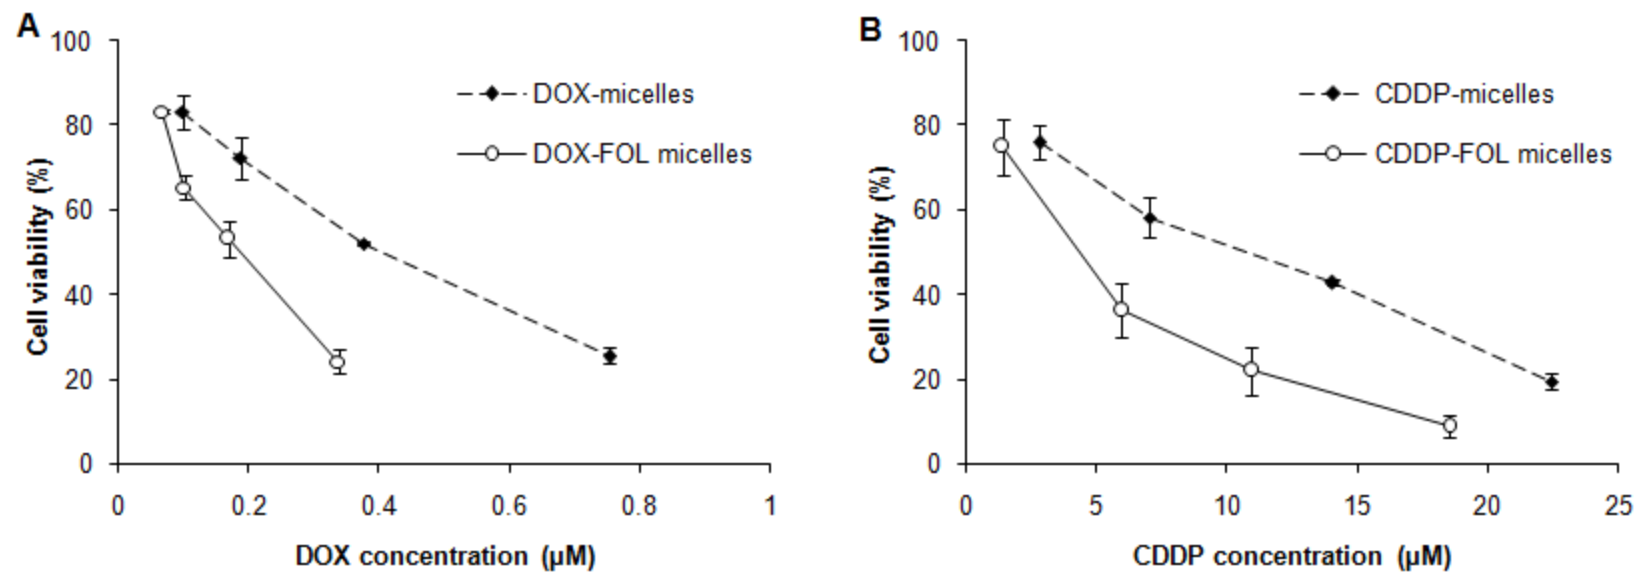 A
100
80
60
40
20
0
Cell viability (%)
DOX-micelles
DOX-FOL micelles
0 0.2 0.4 0.6 0.8 1
DOX concentration (µM)
B
100
80
60
40
20
0
Cell viability (%)
CDDP-micelles
CDDP-FOL micelles
0 5 10 15 20 25
CDDP concentration (µM)